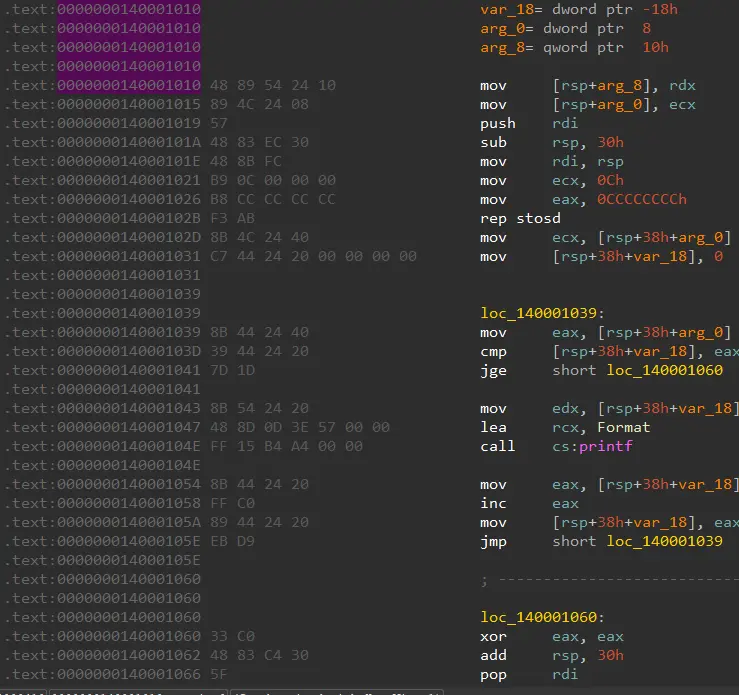 .text:0000000140001010 var_18= dword ptr -18h
.text:0000000140001010 arg_0= dword ptr  8
.text:0000000140001010 arg_8= qword ptr  10h
.text:0000000140001010
.text:0000000140001010 48 89 54 24 10 mov [rsp+arg_8], rdx
.text:0000000140001015 89 4C 24 08 mov [rsp+arg_0], ecx
.text:0000000140001019 57 push rdi
.text:000000014000101A 48 83 EC 30 sub rsp, 30h
.text:000000014000101E 48 8B FC mov rdi, rsp
.text:0000000140001021 B9 0C 00 00 00 mov ecx, 0Ch
.text:0000000140001026 B8 CC CC CC CC mov eax, 0CCCCCCCCh
.text:000000014000102B F3 AB rep stosd
.text:000000014000102D 8B 4C 24 40 mov ecx, [rsp+38h+arg_0]
.text:0000000140001031 C7 44 24 20 00 00 00 00 mov [rsp+38h+var_18], 0
.text:0000000140001031
.text:0000000140001039
.text:0000000140001039 loc_140001039:
.text:0000000140001039 8B 44 24 40 mov eax, [rsp+38h+arg_0]
.text:000000014000103D 39 44 24 20 cmp [rsp+38h+var_18], eax
.text:0000000140001041 7D 1D jge short loc_140001060
.text:0000000140001041
.text:0000000140001043 8B 54 24 20 mov edx, [rsp+38h+var_18]
.text:0000000140001047 48 8D 0D 3E 57 00 00 lea rcx, Format
.text:000000014000104E FF 15 B4 A4 00 00 call cs:printf
.text:000000014000104E
.text:0000000140001054 8B 44 24 20 mov eax, [rsp+38h+var_18]
.text:0000000140001058 FF C0 inc eax
.text:000000014000105A 89 44 24 20 mov [rsp+38h+var_18], eax
.text:000000014000105E EB D9 jmp short loc_140001039
.text:000000014000105E
.text:0000000140001060 ; ---------------------------
.text:0000000140001060
.text:0000000140001060 loc_140001060:
.text:0000000140001060 33 C0 xor eax, eax
.text:0000000140001062 48 83 C4 30 add rsp, 30h
.text:0000000140001066 5F pop rdi